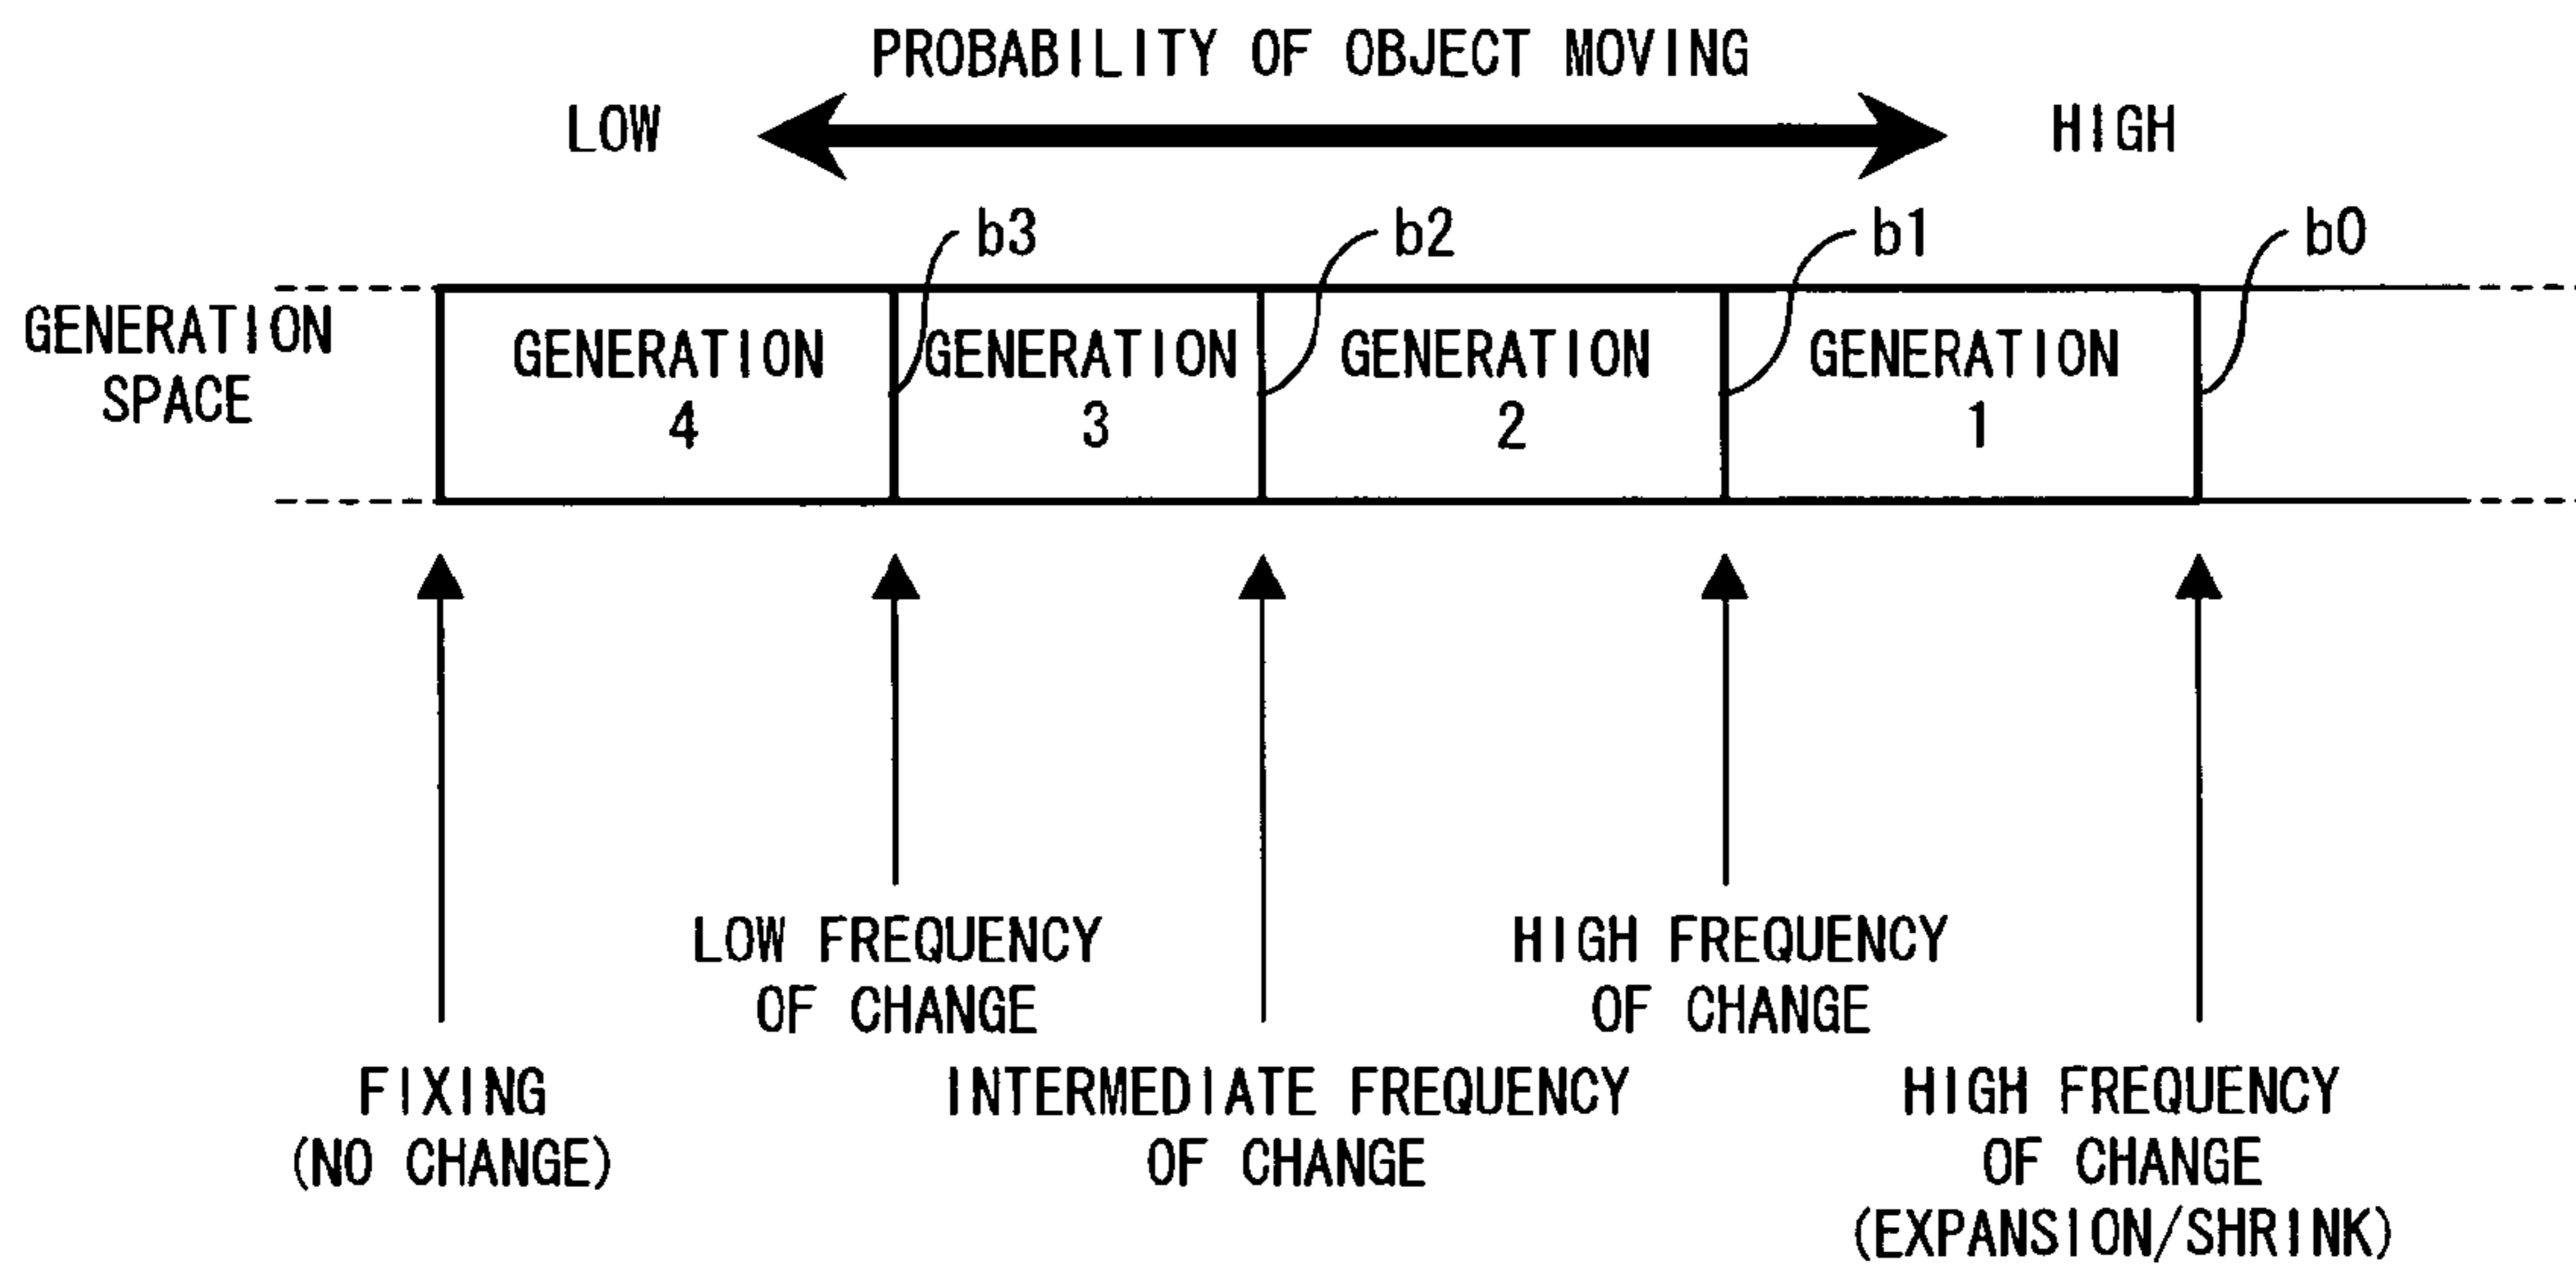 PROBABILITY OF OBJECT MOVING
LOW
HIGH
b3
b2
b1
b0
GENERATION
SPACE
GENERATION
4
GENERATION
3
GENERATION
2
GENERATION
1
LOW FREQUENCY
OF CHANGE
HIGH FREQUENCY
OF CHANGE
FIXING
(NO CHANGE)
INTERMEDIATE FREQUENCY
OF CHANGE
HIGH FREQUENCY
OF CHANGE
(EXPANSION/SHRINK)